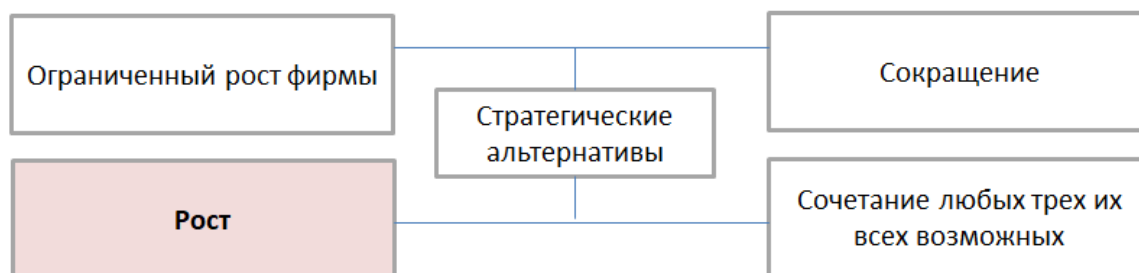 Ограниченный рост фирмы
Сокращение
Стратегические
альтернативы
Рост
Сочетание любых трех их
всех возможных